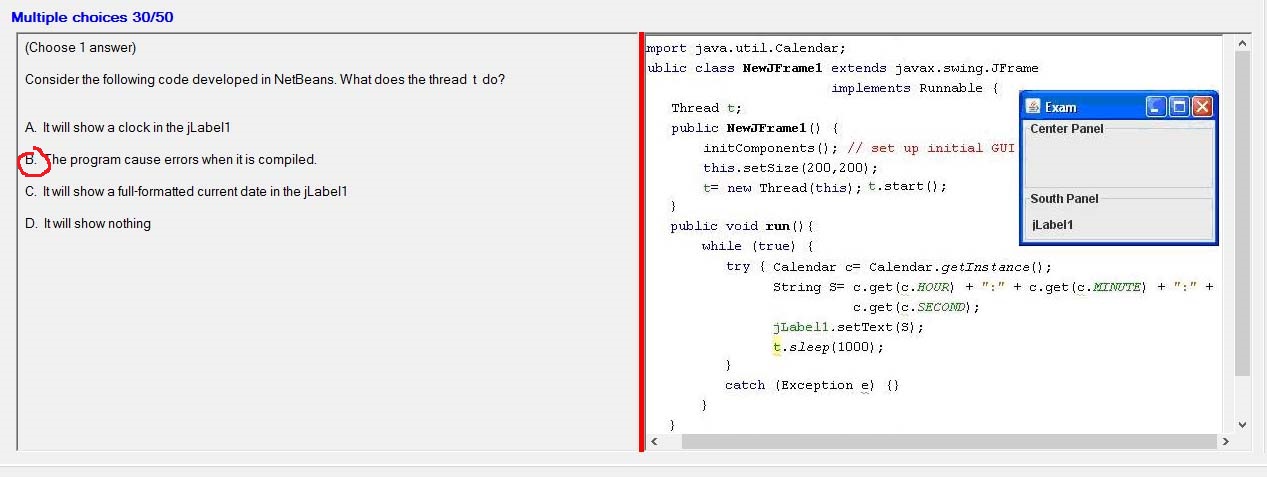 Multiple choices 30/50
(Choose 1 answer)
Consider the following code developed in NetBeans. What does the thread t do?
A. It will show a clock in the jLabel1
B. The program cause errors when it is compiled.
C. It will show a full-formatted current date in the jLabel1
D. It will show nothing
mport java.util.Calendar;
ublic class NewJFrame1 extends javax.swing.JFrame
implements Runnable {
Thread t;
public NewJFrame1() {
initComponents(); // set up initial GUI
this.setSize(200,200);
t= new Thread(this); t.start();
}
public void run(){
while (true) {
try { Calendar c= Calendar.getInstance();
String S= c.get(c.HOUR) + ":" + c.get(c.MINUTE) + ":" +
c.get(c.SECOND);
jLabel1.setText(S);
t.sleep(1000);
}
catch (Exception e) {}
}
}
Exam
Center Panel
South Panel
jLabel1